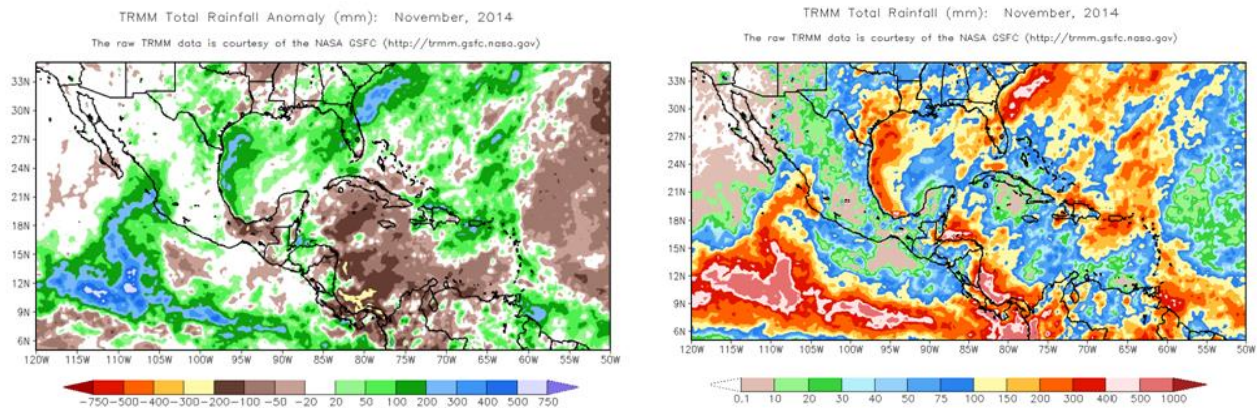 TRMM Total Rainfall Anomaly (mm): November, 2014
The raw TRMM data is courtesy of the NASA GSFC (http://trmm.gsfc.nasa.gov)
33N
30N
27N
24N
21N
18N
15N
12N
9N
6N
120W 115W 110W 105W 100W 95W 90W 85W 80W 75W 70W 65W 60W 55W 50W
-750 -500 -400 -300 -200 -100 -50 -20 20 50 100 200 300 400 500 750
TRMM Total Rainfall (mm): November, 2014
The raw TRMM data is courtesy of the NASA GSFC (http://trmm.gsfc.nasa.gov)
33N
30N
27N
24N
21N
18N
15N
12N
9N
6N
120W 115W 110W 105W 100W 95W 90W 85W 80W 75W 70W 65W 60W 55W 50W
0.1 10 20 30 40 50 75 100 150 200 300 400 500 1000